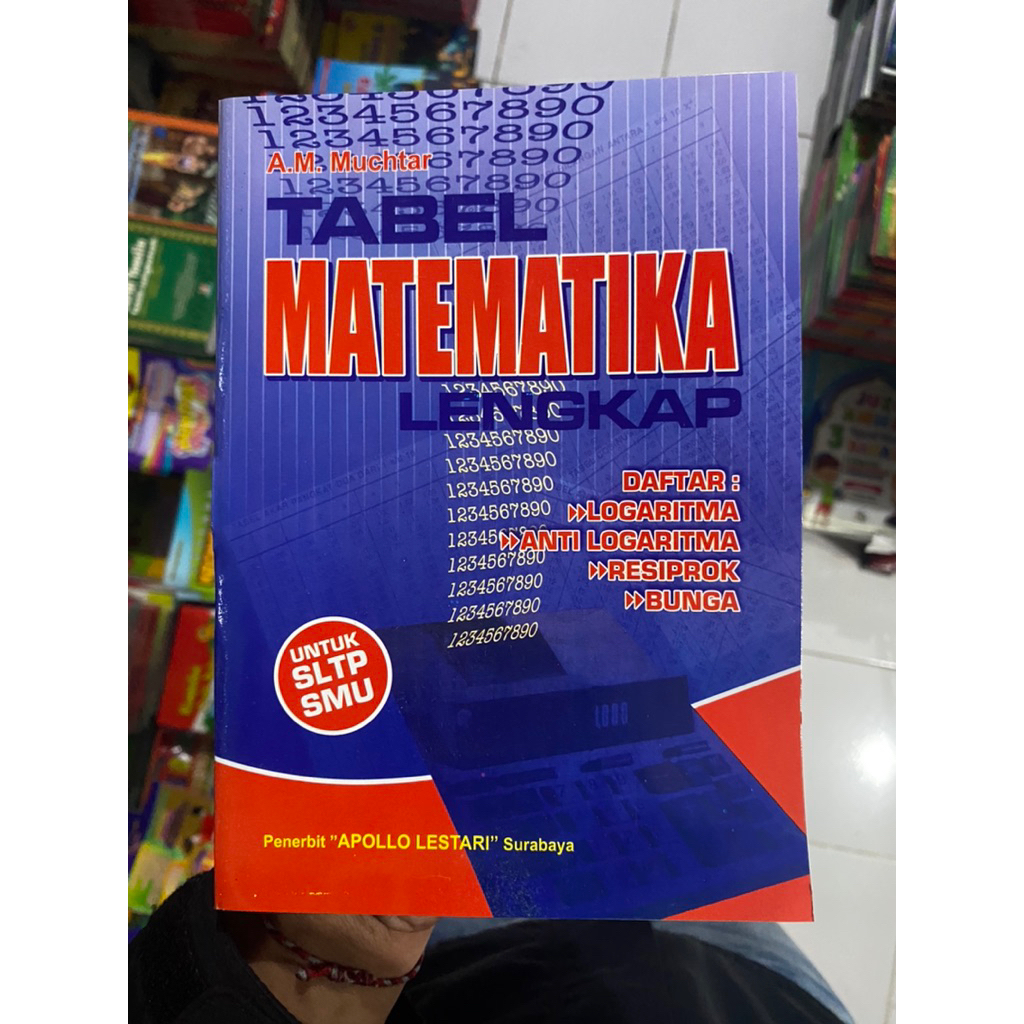 1234567890
1234567890
A.M. Muchtar
1234567890
TABEL
MATEMATIKA
LENGKAP
1234567890
1234567890
1234567890
1234567890
1234567890
1234567890
1234567890
1234567890
1234567890
DAFTAR :
LOGARITMA
ANTI LOGARITMA
RESIPROK
BUNGA
UNTUK
SLTP
SMU
Penerbit "APOLLO LESTARI" Surabaya